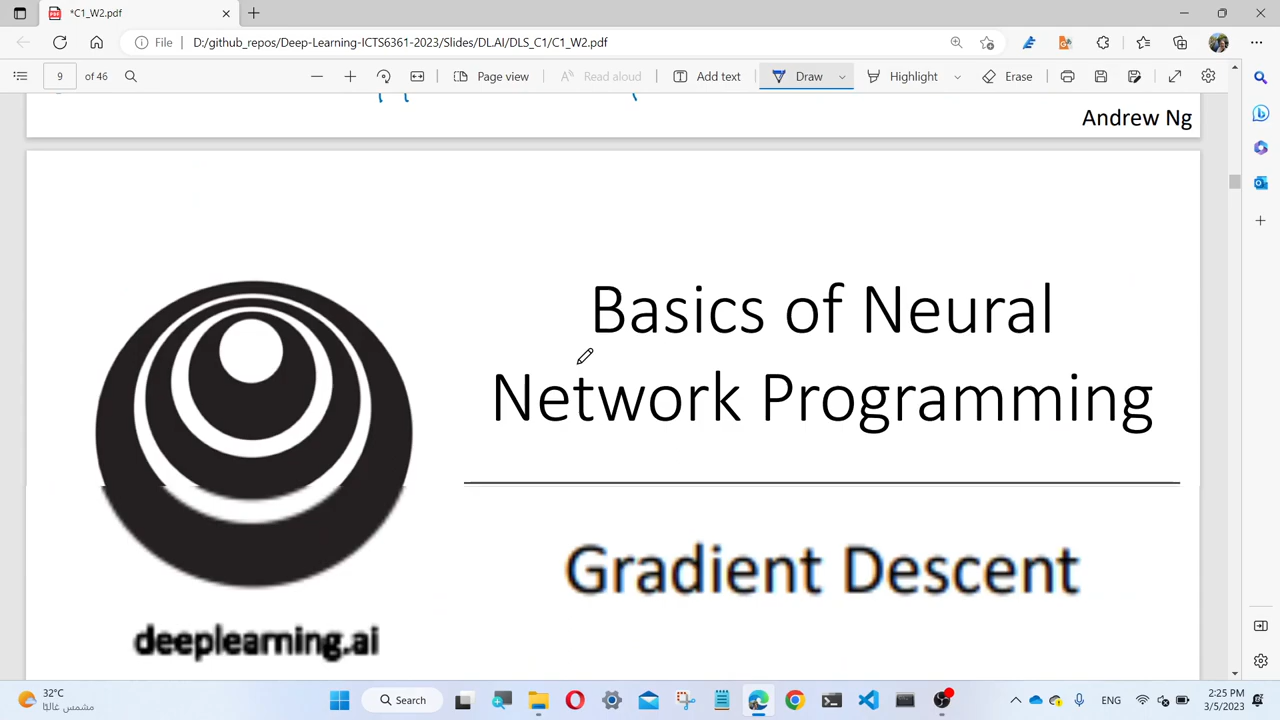 *C1_W2.pdf
File
D:/github_repos/Deep-Learning-ICTS6361-2023/Slides/DL.AI/DLS_C1/C1_W2.pdf
9 of 46
Page view
Read aloud
Add text
Draw
Highlight
Erase
Andrew Ng
Basics of Neural
Network Programming
Gradient Descent
deeplearning.ai
32°C
مشمس غالبًا
Search
ENG
2:25 PM
3/5/2023